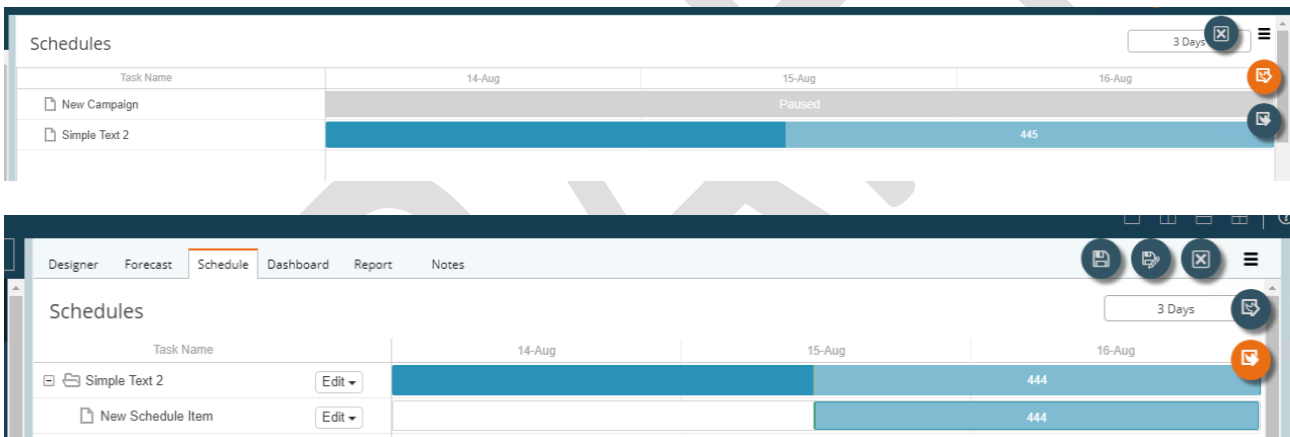 Schedules
3 Days
Task Name 14-Aug 15-Aug 16-Aug
New Campaign Paused
Simple Text 2 445
Designer Forecast Schedule Dashboard Report Notes
Schedules
3 Days
Task Name 14-Aug 15-Aug 16-Aug
Simple Text 2 Edit 444
New Schedule Item Edit 444